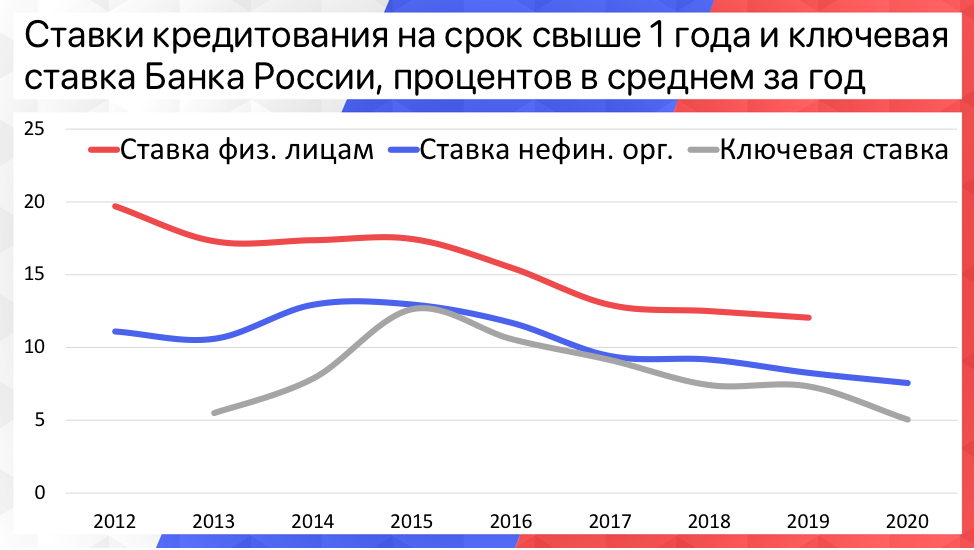 Ставки кредитования на срок свыше 1 года и ключевая
ставка Банка России, процентов в среднем за год
25
Ставка физ. лицам Ставка нефин. орг. Ключевая ставка
20
15
10
5
0
2012 2013 2014 2015 2016 2017 2018 2019 2020